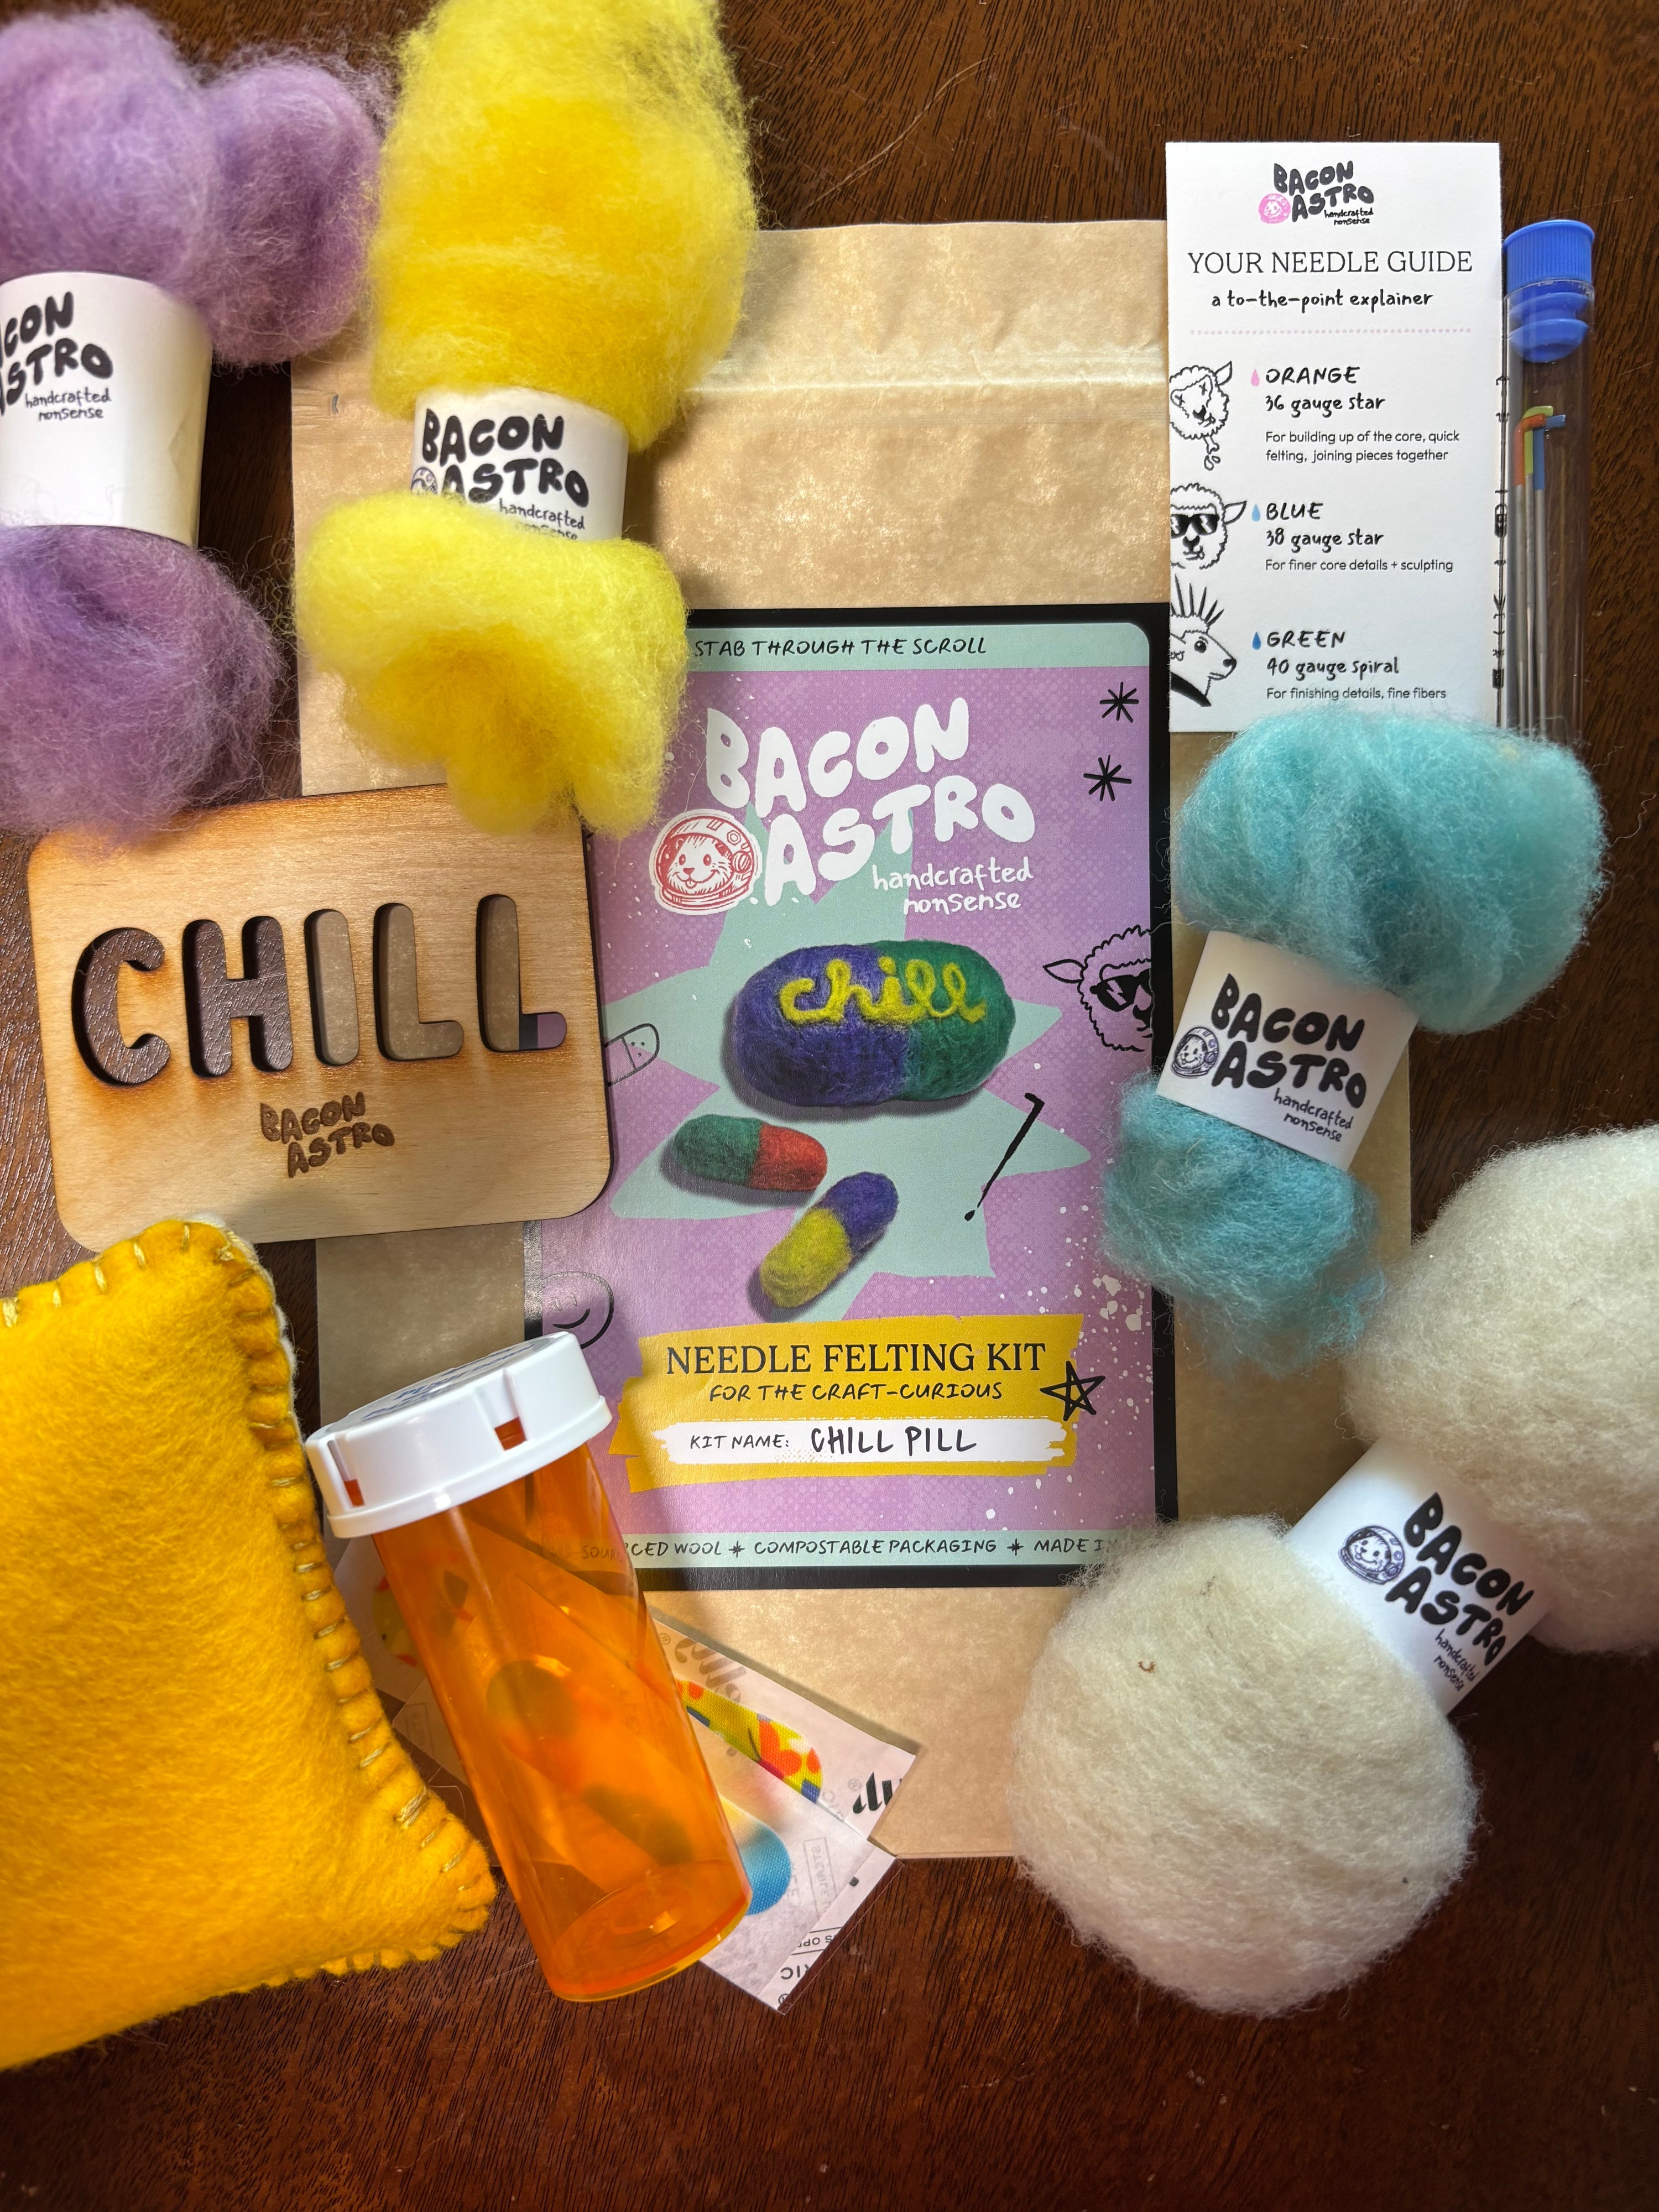 BACON
ASTRO
handcrafted
nonsense
YOUR NEEDLE GUIDE
a to-the-point explainer
ORANGE
36 gauge star
For building up of the core, quick
felting, joining pieces together
BLUE
38 gauge star
For finer core details + sculpting
GREEN
40 gauge spiral
For finishing details, fine fibers
ASTRO
handcrafted
nonsense
BACON
ASTRO
handcrafted
nonsense
STAB THROUGH THE SCROLL
BACON
ASTRO
handcrafted
nonsense
chill
NEEDLE FELTING KIT
FOR THE CRAFT-CURIOUS
KIT NAME: CHILL PILL
WOOL * COMPOSTABLE PACKAGING * MADE IN
CHILL
BACON
ASTRO
BACON
ASTRO
handcrafted
nonsense
BACON
ASTRO
handcrafted
nonsense